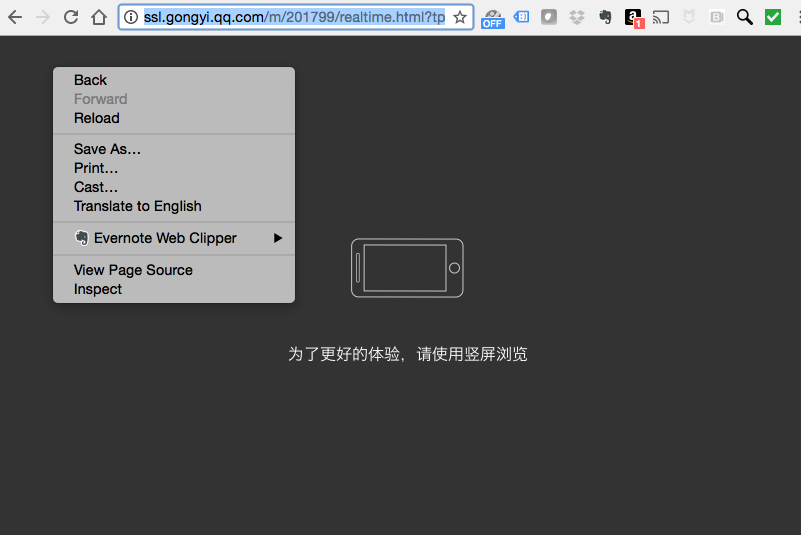 ssl.gongyi.qq.com/m/201799/realtime.html?tp
OFF
1
Back
Forward
Reload
Save As...
Print...
Cast...
Translate to English
Evernote Web Clipper
View Page Source
Inspect
为了更好的体验，请使用竖屏浏览